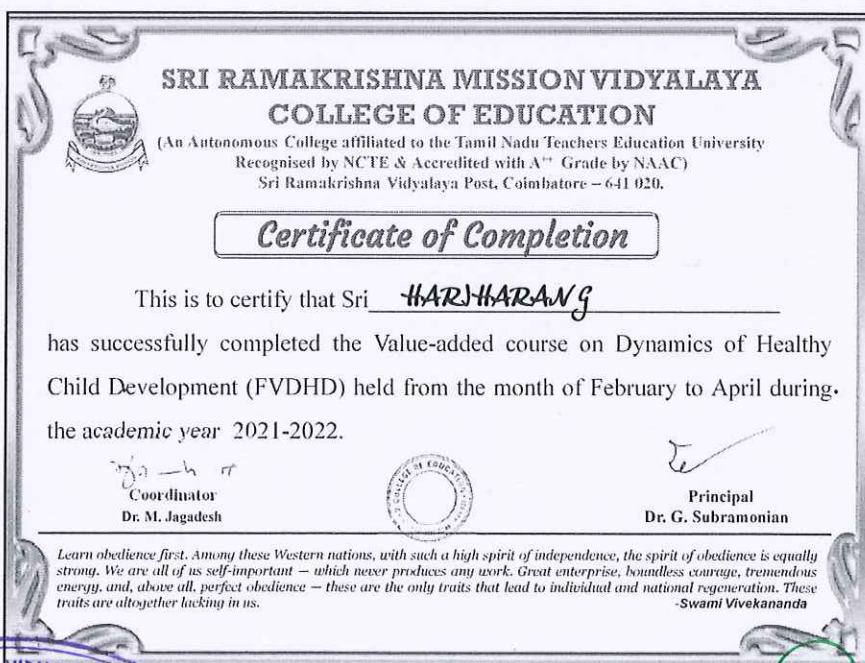 SRI RAMAKRISHNA MISSION VIDYALAYA
COLLEGE OF EDUCATION
(An Autonomous College affiliated to the Tamil Nadu Teachers Education University
Recognised by NCTE & Accredited with A++ Grade by NAAC)
Sri Ramakrishna Vidyalaya Post, Coimbatore – 641 020.
Certificate of Completion
This is to certify that Sri HARIHARAN G
has successfully completed the Value-added course on Dynamics of Healthy
Child Development (FVDHD) held from the month of February to April during
the academic year 2021-2022.
Coordinator
Dr. M. Jagadesh
COLLEGE OF EDUCATION
Principal
Dr. G. Subramonian
Learn obedience first. Among these Western nations, with such a high spirit of independence, the spirit of obedience is equally
strong. We are all of us self-important — which never produces any work. Great enterprise, boundless courage, tremendous
energy, and, above all, perfect obedience — these are the only traits that lead to individual and national regeneration. These
traits are altogether lacking in us.
-Swami Vivekananda